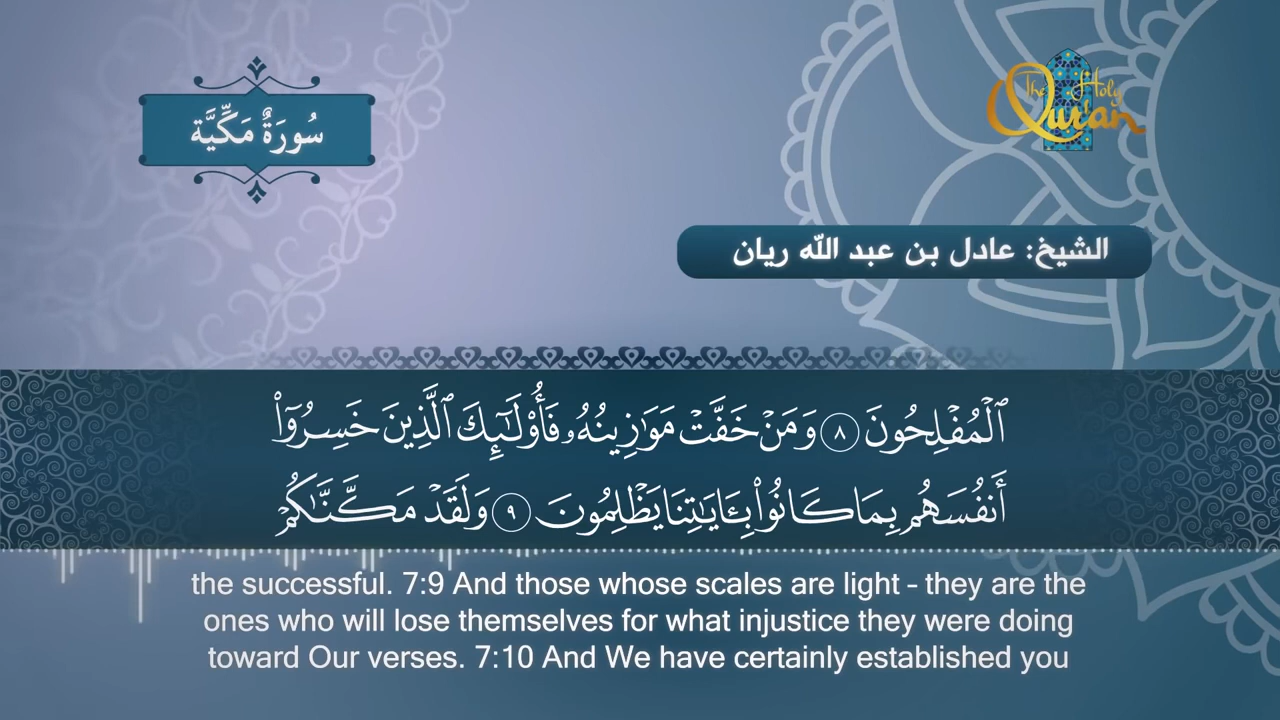 سُورَةٌ مَكِّيَّة
The Holy
Qur'an
الشيخ: عادل بن عبد الله ريان
ٱلْمُفْلِحُونَ ٨ وَمَنْ خَفَّتْ مَوَٰزِينُهُۥ فَأُو۟لَـٰٓئِكَ ٱلَّذِينَ خَسِرُوٓا۟
أَنفُسَهُم بِمَا كَانُوا۟ بِـَٔايَـٰتِنَا يَظْلِمُونَ ٩ وَلَقَدْ مَكَّنَّـٰكُمْ
the successful. 7:9 And those whose scales are light – they are the
ones who will lose themselves for what injustice they were doing
toward Our verses. 7:10 And We have certainly established you